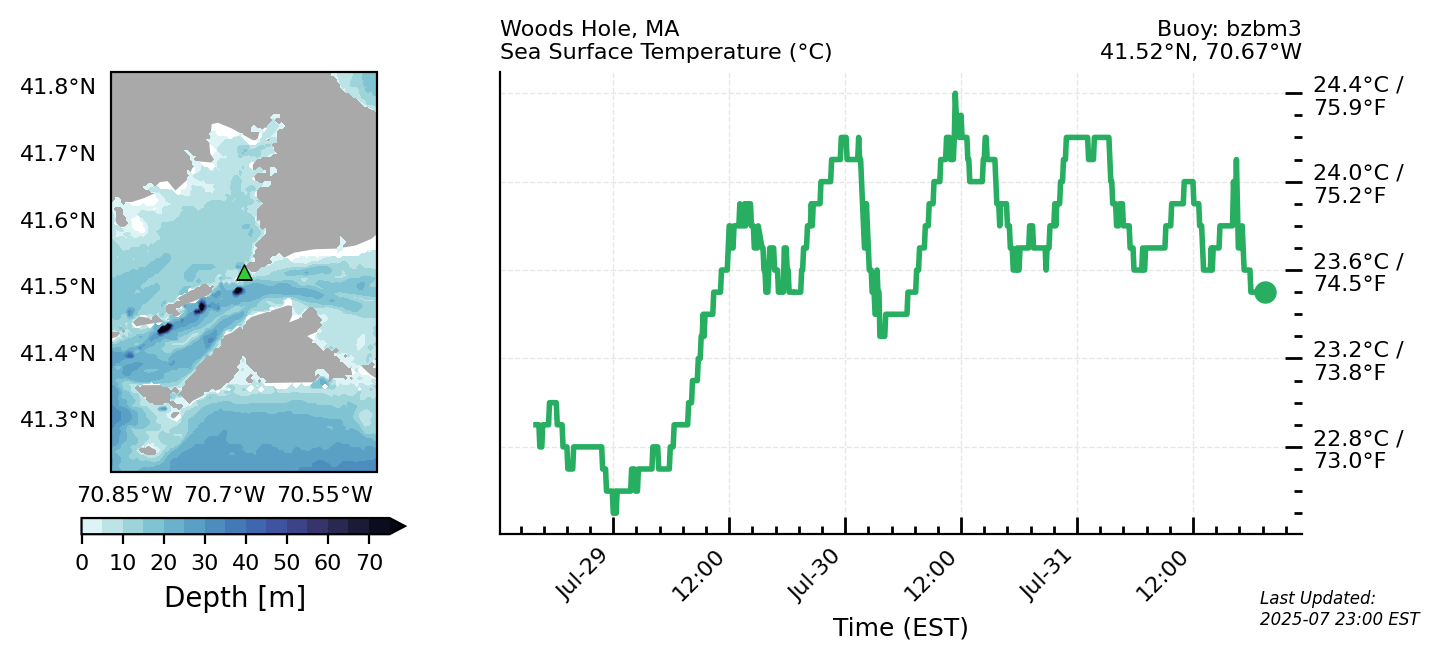 Woods Hole, MA
Sea Surface Temperature (°C)
Buoy: bzbm3
41.52°N, 70.67°W
41.8°N
41.7°N
41.6°N
41.5°N
41.4°N
41.3°N
70.85°W 70.7°W 70.55°W
0 10 20 30 40 50 60 70
Depth [m]
24.4°C /
75.9°F
24.0°C /
75.2°F
23.6°C /
74.5°F
23.2°C /
73.8°F
22.8°C /
73.0°F
Jul-29 12:00 Jul-30 12:00 Jul-31 12:00
Time (EST)
Last Updated:
2025-07 23:00 EST